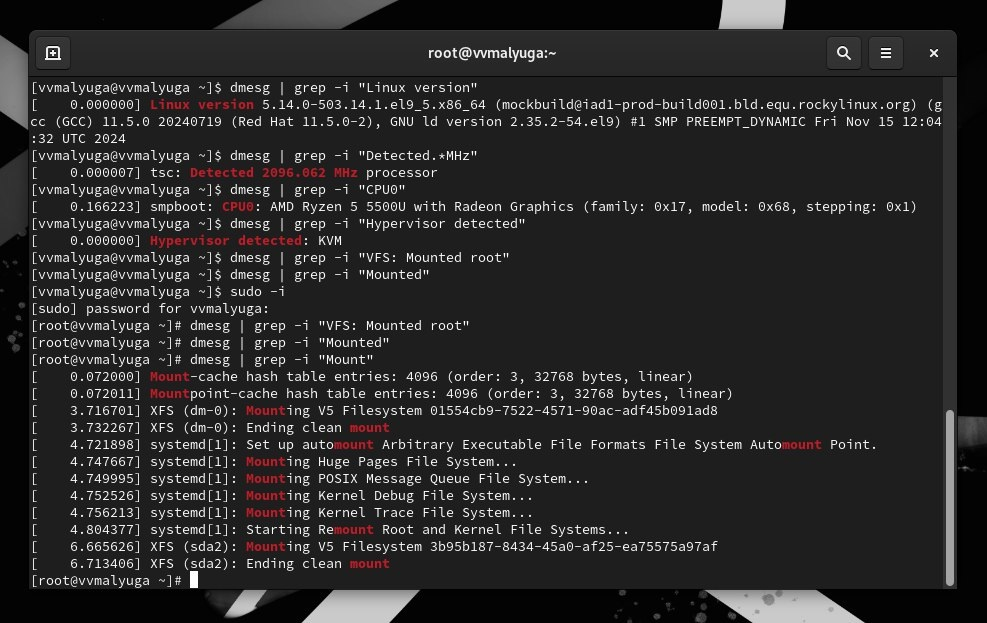 root@vvmalyuga:~
[vvmalyuga@vvmalyuga ~]$ dmesg | grep -i "Linux version"
[    0.000000] Linux version 5.14.0-503.14.1.el9_5.x86_64 (mockbuild@iad1-prod-build001.bld.equ.rockylinux.org) (g
cc (GCC) 11.5.0 20240719 (Red Hat 11.5.0-2), GNU ld version 2.35.2-54.el9) #1 SMP PREEMPT_DYNAMIC Fri Nov 15 12:04
:32 UTC 2024
[vvmalyuga@vvmalyuga ~]$ dmesg | grep -i "Detected.*MHz"
[    0.000007] tsc: Detected 2096.062 MHz processor
[vvmalyuga@vvmalyuga ~]$ dmesg | grep -i "CPU0"
[    0.166223] smpboot: CPU0: AMD Ryzen 5 5500U with Radeon Graphics (family: 0x17, model: 0x68, stepping: 0x1)
[vvmalyuga@vvmalyuga ~]$ dmesg | grep -i "Hypervisor detected"
[    0.000000] Hypervisor detected: KVM
[vvmalyuga@vvmalyuga ~]$ dmesg | grep -i "VFS: Mounted root"
[vvmalyuga@vvmalyuga ~]$ dmesg | grep -i "Mounted"
[vvmalyuga@vvmalyuga ~]$ sudo -i
[sudo] password for vvmalyuga:
[root@vvmalyuga ~]# dmesg | grep -i "VFS: Mounted root"
[root@vvmalyuga ~]# dmesg | grep -i "Mounted"
[root@vvmalyuga ~]# dmesg | grep -i "Mount"
[    0.072000] Mount-cache hash table entries: 4096 (order: 3, 32768 bytes, linear)
[    0.072011] Mountpoint-cache hash table entries: 4096 (order: 3, 32768 bytes, linear)
[    3.716701] XFS (dm-0): Mounting V5 Filesystem 01554cb9-7522-4571-90ac-adf45b091ad8
[    3.732267] XFS (dm-0): Ending clean mount
[    4.721898] systemd[1]: Set up automount Arbitrary Executable File Formats File System Automount Point.
[    4.747667] systemd[1]: Mounting Huge Pages File System...
[    4.749995] systemd[1]: Mounting POSIX Message Queue File System...
[    4.752526] systemd[1]: Mounting Kernel Debug File System...
[    4.756213] systemd[1]: Mounting Kernel Trace File System...
[    4.804377] systemd[1]: Starting Remount Root and Kernel File Systems...
[    6.665626] XFS (sda2): Mounting V5 Filesystem 3b95b187-8434-45a0-af25-ea75575a97af
[    6.713406] XFS (sda2): Ending clean mount
[root@vvmalyuga ~]#